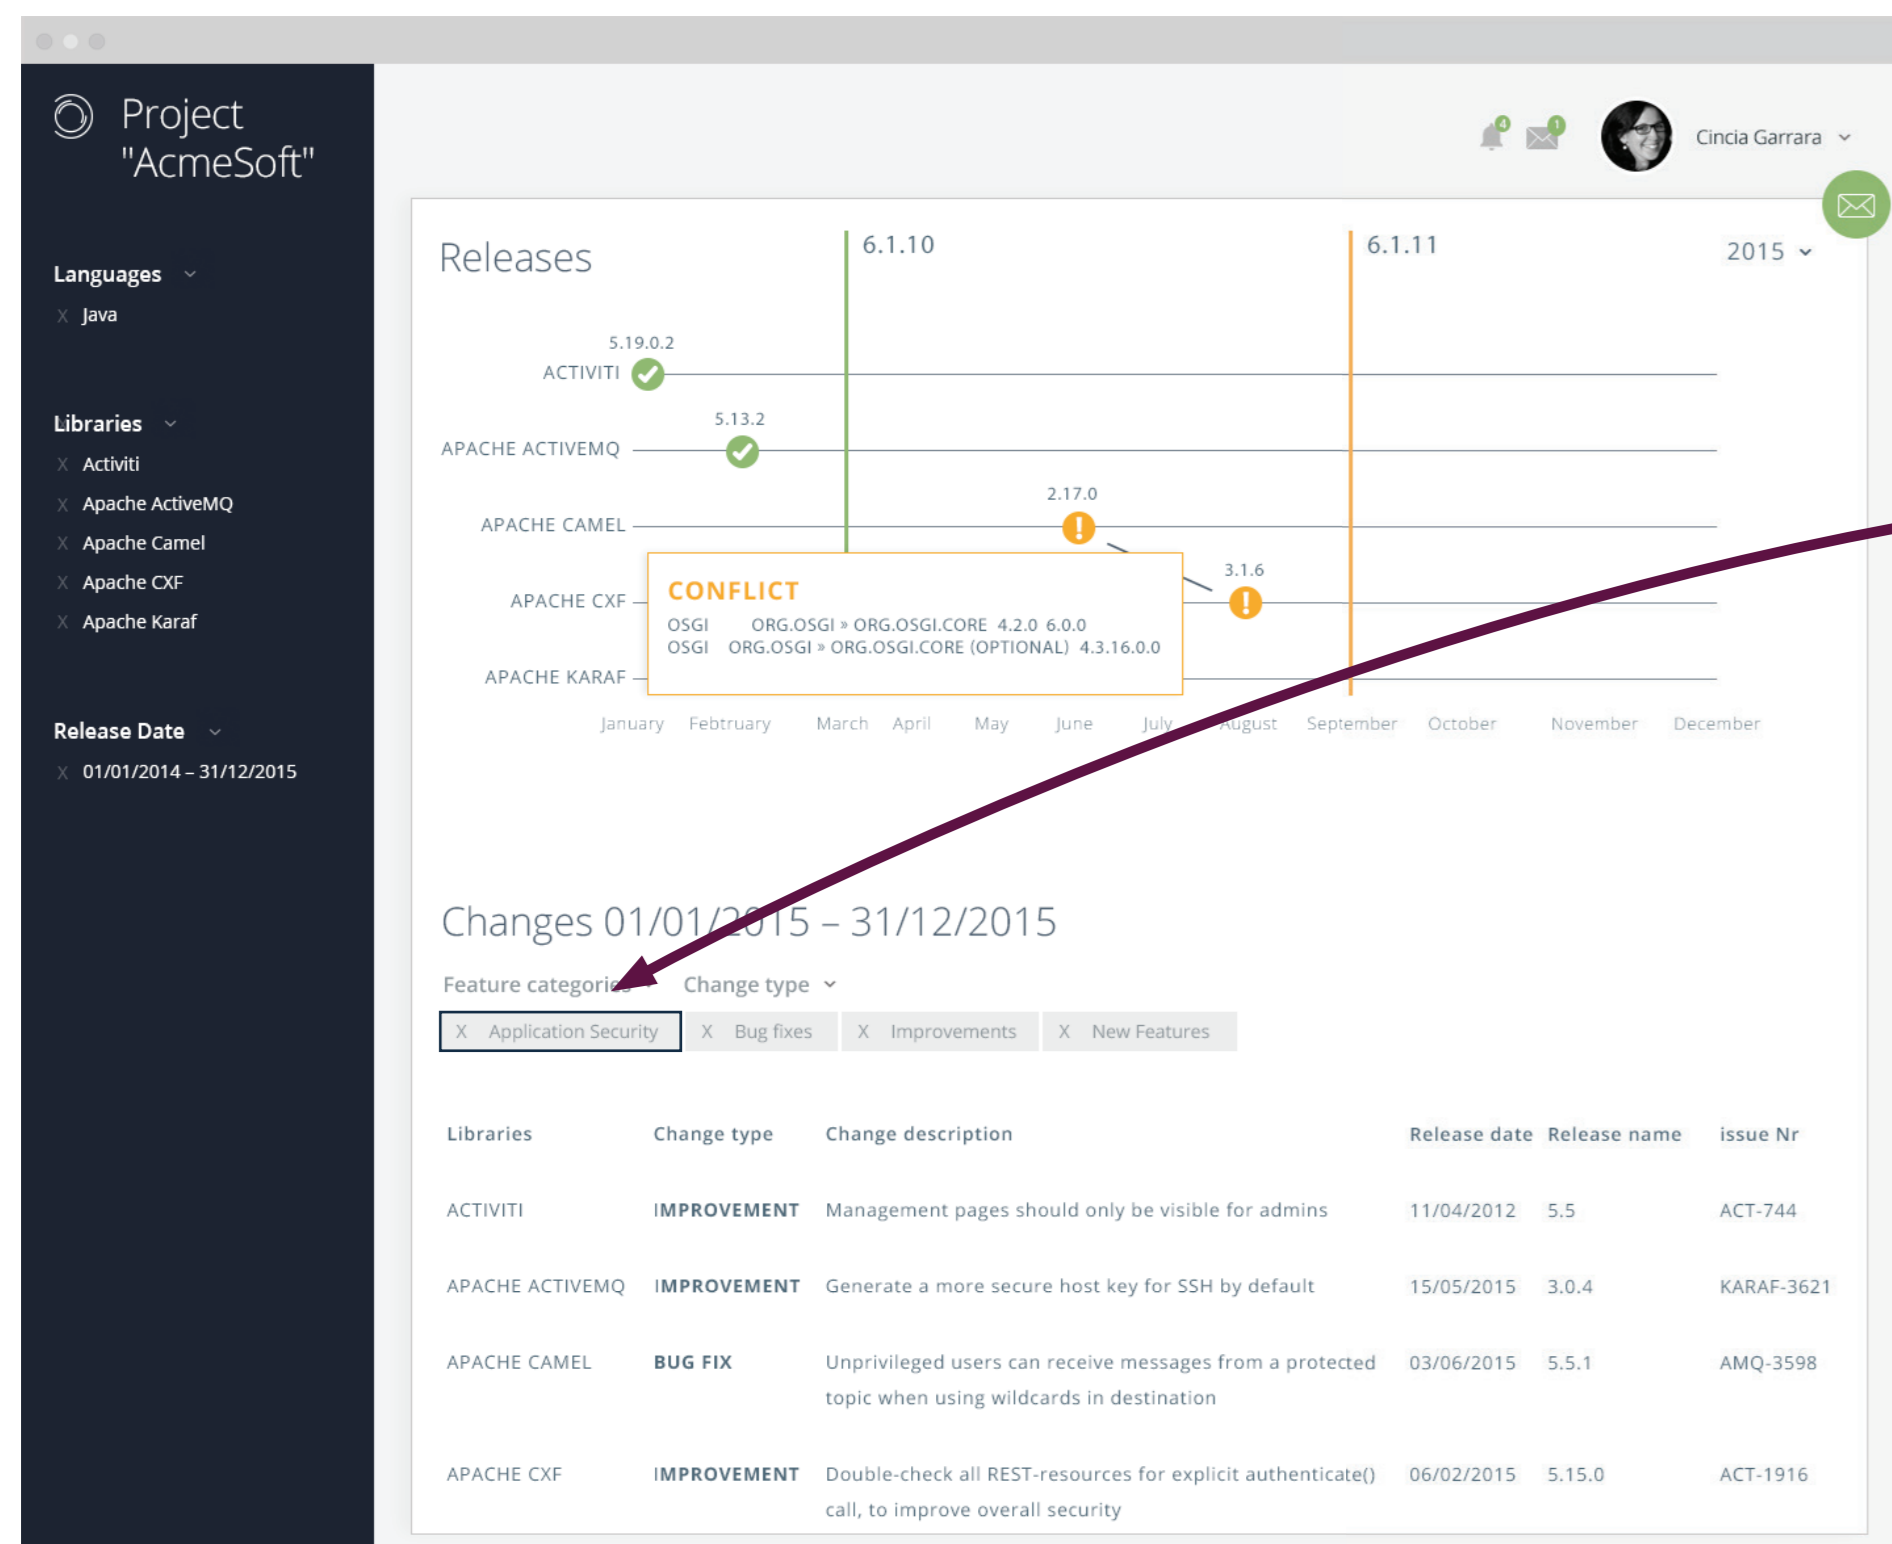 Project
"AcmeSoft"
Languages
X Java
Libraries
X Activiti
X Apache ActiveMQ
X Apache Camel
X Apache CXF
X Apache Karaf
Release Date
X 01/01/2014 – 31/12/2015
4
1
Cincia Garrara
Releases
6.1.10
6.1.11
2015
5.19.0.2
ACTIVITI
5.13.2
APACHE ACTIVEMQ
2.17.0
APACHE CAMEL
3.1.6
APACHE CXF
CONFLICT
OSGI ORG.OSGI » ORG.OSGI.CORE 4.2.0 6.0.0
OSGI ORG.OSGI » ORG.OSGI.CORE (OPTIONAL) 4.3.16.0.0
APACHE KARAF
January Febtruary March April May June July August September October November December
Changes 01/01/2015 – 31/12/2015
Feature categories Change type
X Application Security X Bug fixes X Improvements X New Features
Libraries Change type Change description Release date Release name issue Nr
ACTIVITI IMPROVEMENT Management pages should only be visible for admins 11/04/2012 5.5 ACT-744
APACHE ACTIVEMQ IMPROVEMENT Generate a more secure host key for SSH by default 15/05/2015 3.0.4 KARAF-3621
APACHE CAMEL BUG FIX Unprivileged users can receive messages from a protected 03/06/2015 5.5.1 AMQ-3598
topic when using wildcards in destination
APACHE CXF IMPROVEMENT Double-check all REST-resources for explicit authenticate() 06/02/2015 5.15.0 ACT-1916
call, to improve overall security